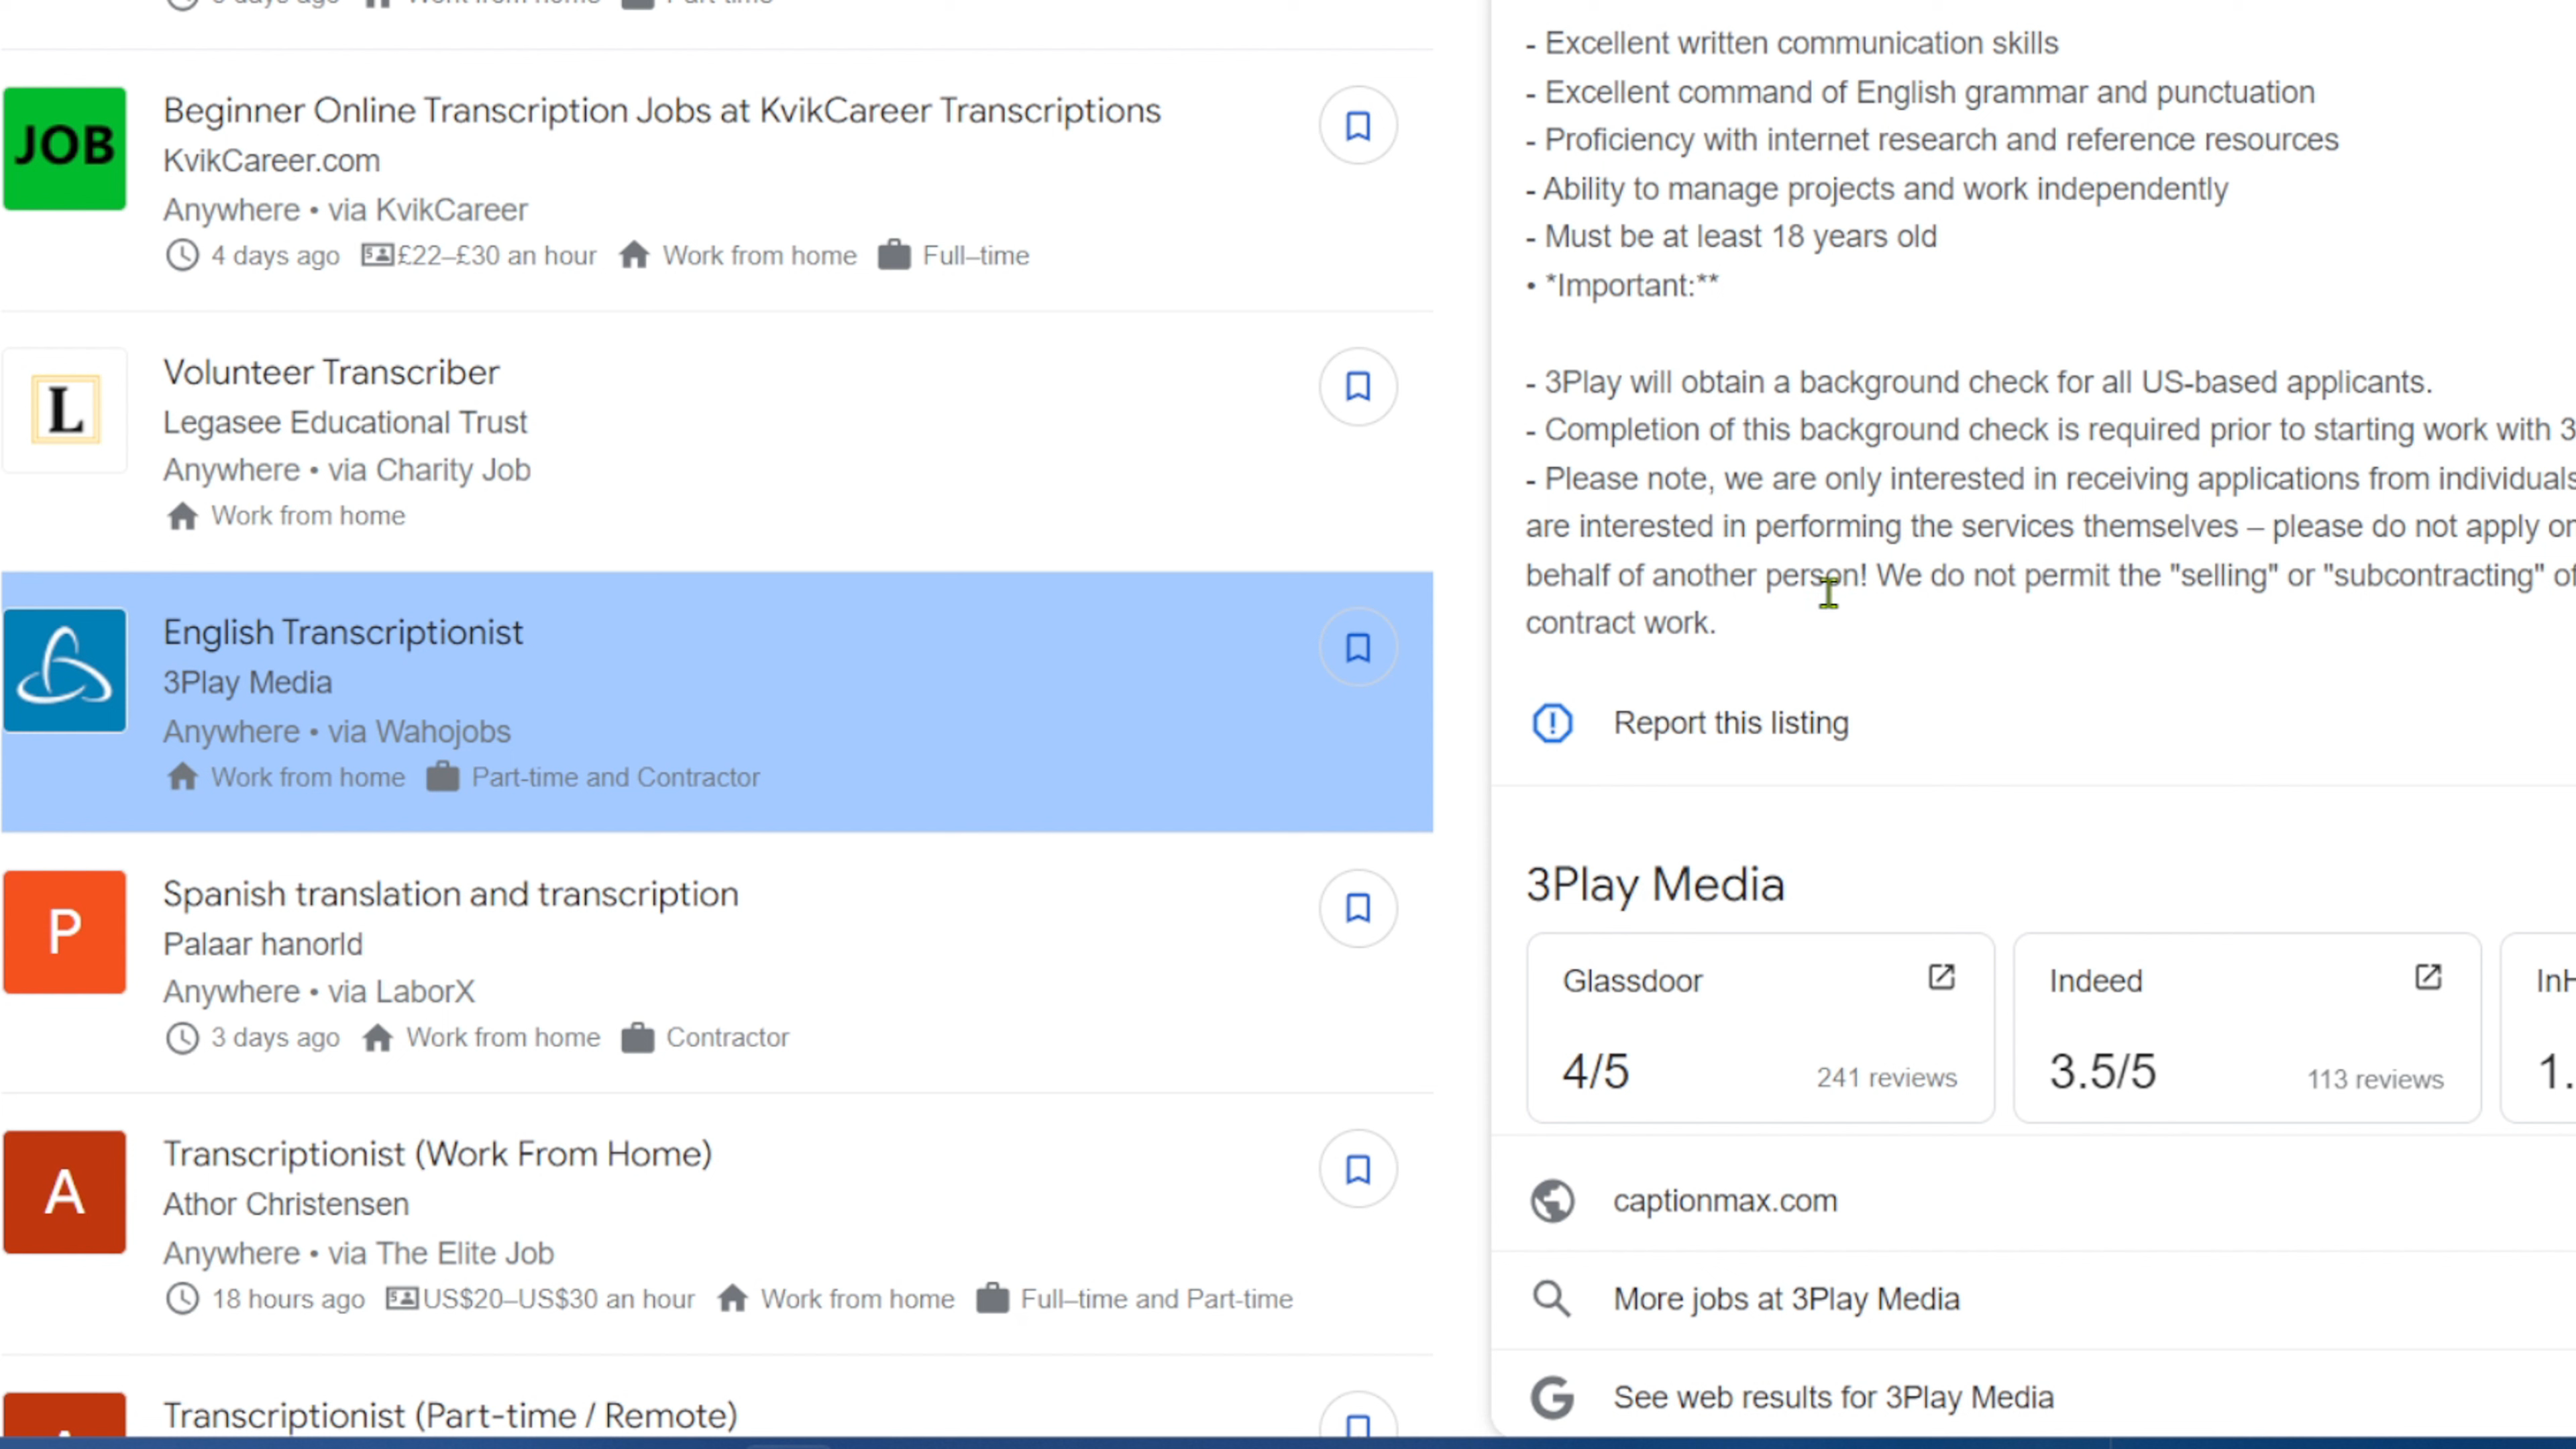 Work from home
Part-time
JOB
Beginner Online Transcription Jobs at KvikCareer Transcriptions
KvikCareer.com
Anywhere • via KvikCareer
4 days ago £22–£30 an hour Work from home Full–time
L
Volunteer Transcriber
Legasee Educational Trust
Anywhere • via Charity Job
Work from home
English Transcriptionist
3Play Media
Anywhere • via Wahojobs
Work from home Part-time and Contractor
P
Spanish translation and transcription
Palaar hanorld
Anywhere • via LaborX
3 days ago Work from home Contractor
A
Transcriptionist (Work From Home)
Athor Christensen
Anywhere • via The Elite Job
18 hours ago US$20–US$30 an hour Work from home Full–time and Part-time
Transcriptionist (Part-time / Remote)
- Excellent written communication skills
- Excellent command of English grammar and punctuation
- Proficiency with internet research and reference resources
- Ability to manage projects and work independently
- Must be at least 18 years old
• *Important:**
- 3Play will obtain a background check for all US-based applicants.
- Completion of this background check is required prior to starting work with 3
- Please note, we are only interested in receiving applications from individuals
are interested in performing the services themselves – please do not apply on
behalf of another person! We do not permit the "selling" or "subcontracting" of
contract work.
Report this listing
3Play Media
Glassdoor
4/5 241 reviews
Indeed
3.5/5 113 reviews
1.
captionmax.com
More jobs at 3Play Media
See web results for 3Play Media